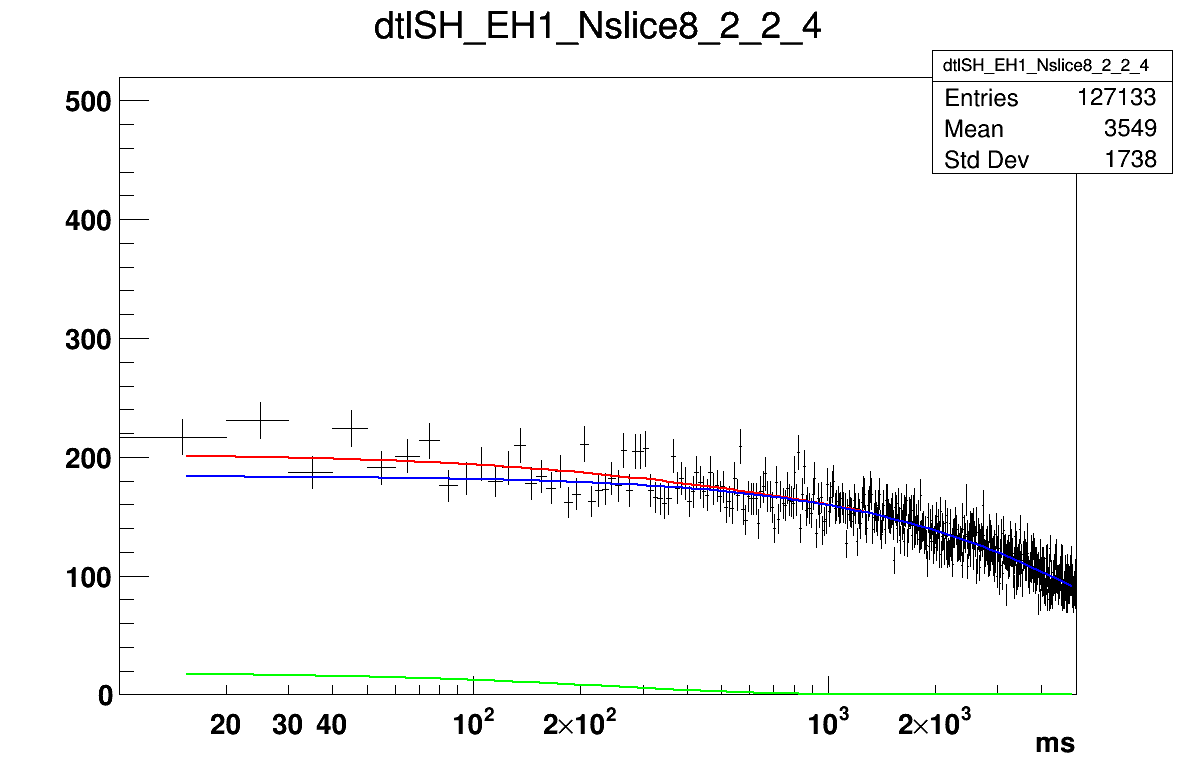 dtlSH_EH1_Nslice8_2_2_4
dtlSH_EH1_Nslice8_2_2_4
Entries 127133
Mean 3549
Std Dev 1738
500
400
300
200
100
0
20 30 40 10² 2×10² 10³ 2×10³
ms